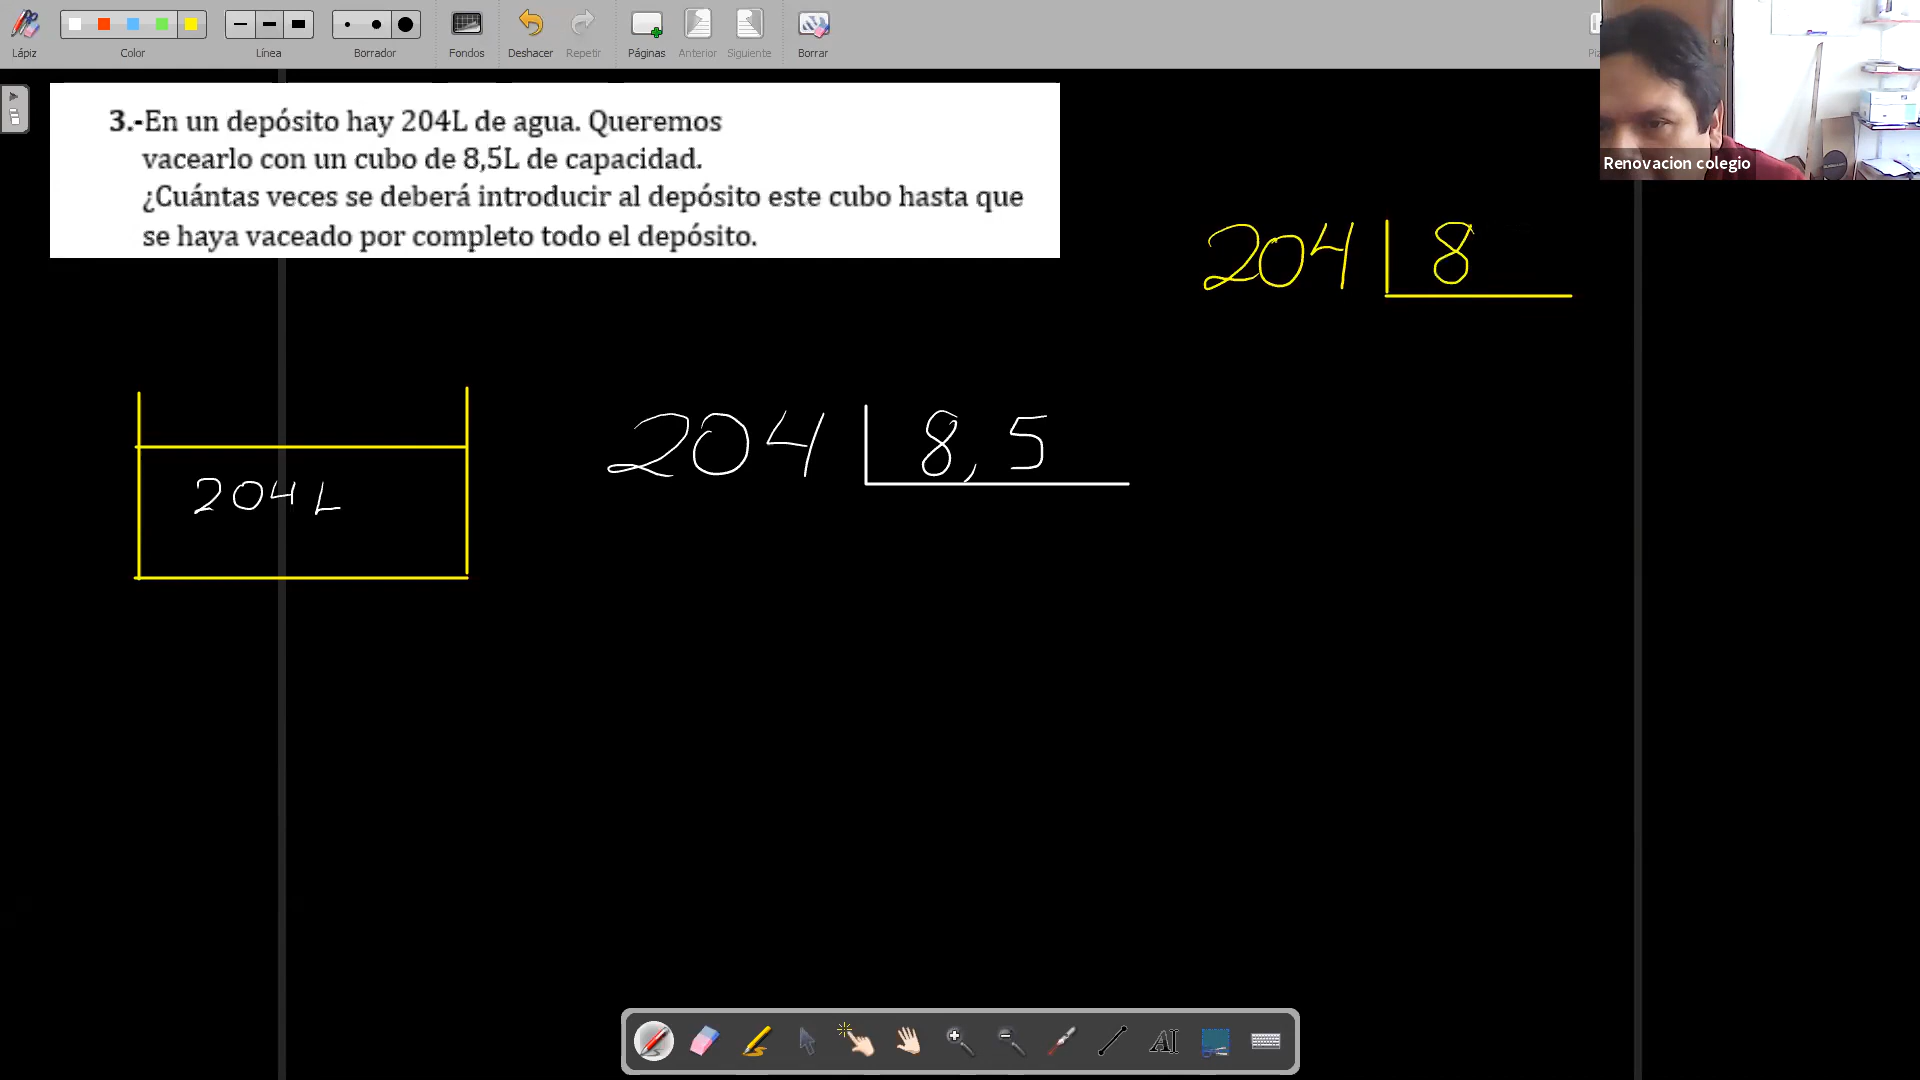 Lápiz
Color
Línea
Borrador
Fondos
Deshacer
Repetir
Páginas
Anterior
Siguiente
Borrar
Renovacion colegio
3.-En un depósito hay 204L de agua. Queremos
vacearlo con un cubo de 8,5L de capacidad.
¿Cuántas veces se deberá introducir al depósito este cubo hasta que
se haya vaceado por completo todo el depósito.
204 8
204 8,5
204 L
AI